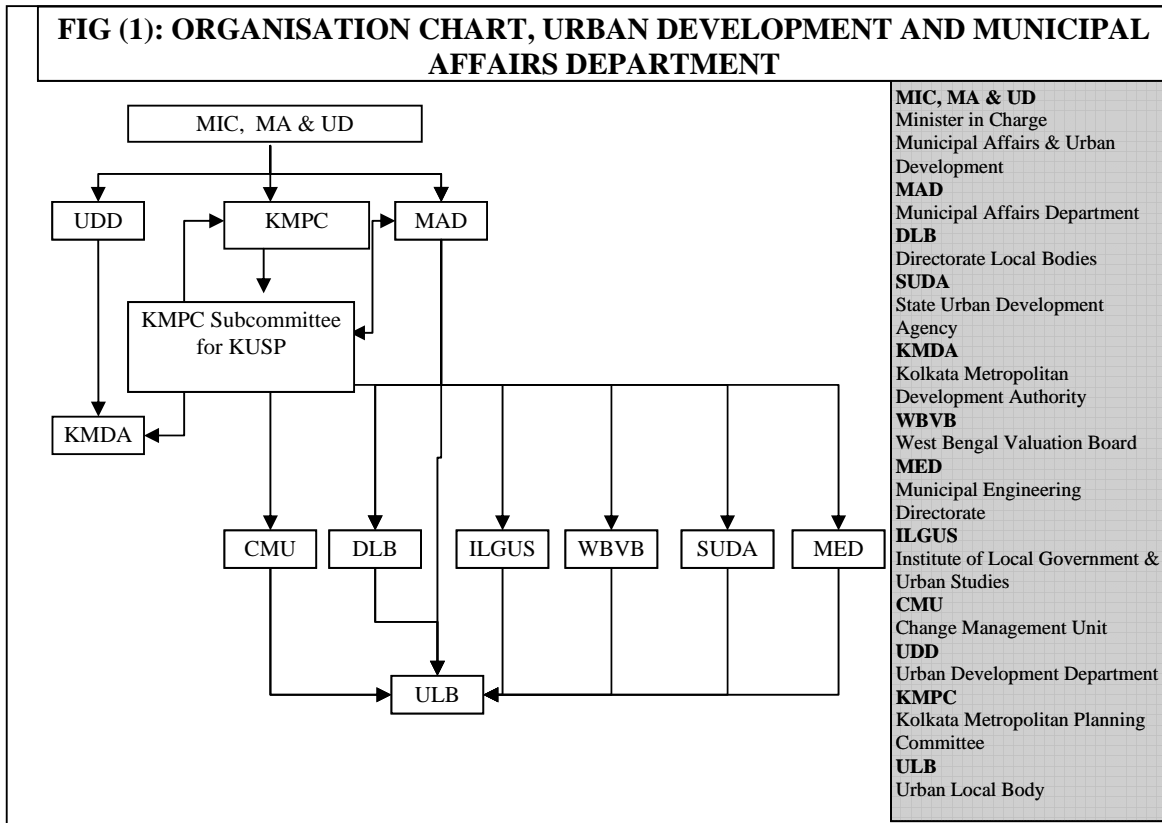 FIG (1): ORGANISATION CHART, URBAN DEVELOPMENT AND MUNICIPAL
AFFAIRS DEPARTMENT
MIC, MA & UD
UDD
KMPC
MAD
KMPC Subcommittee
for KUSP
KMDA
CMU
DLB
ILGUS
WBVB
SUDA
MED
ULB
MIC, MA & UD
Minister in Charge
Municipal Affairs & Urban
Development
MAD
Municipal Affairs Department
DLB
Directorate Local Bodies
SUDA
State Urban Development
Agency
KMDA
Kolkata Metropolitan
Development Authority
WBVB
West Bengal Valuation Board
MED
Municipal Engineering
Directorate
ILGUS
Institute of Local Government &
Urban Studies
CMU
Change Management Unit
UDD
Urban Development Department
KMPC
Kolkata Metropolitan Planning
Committee
ULB
Urban Local Body